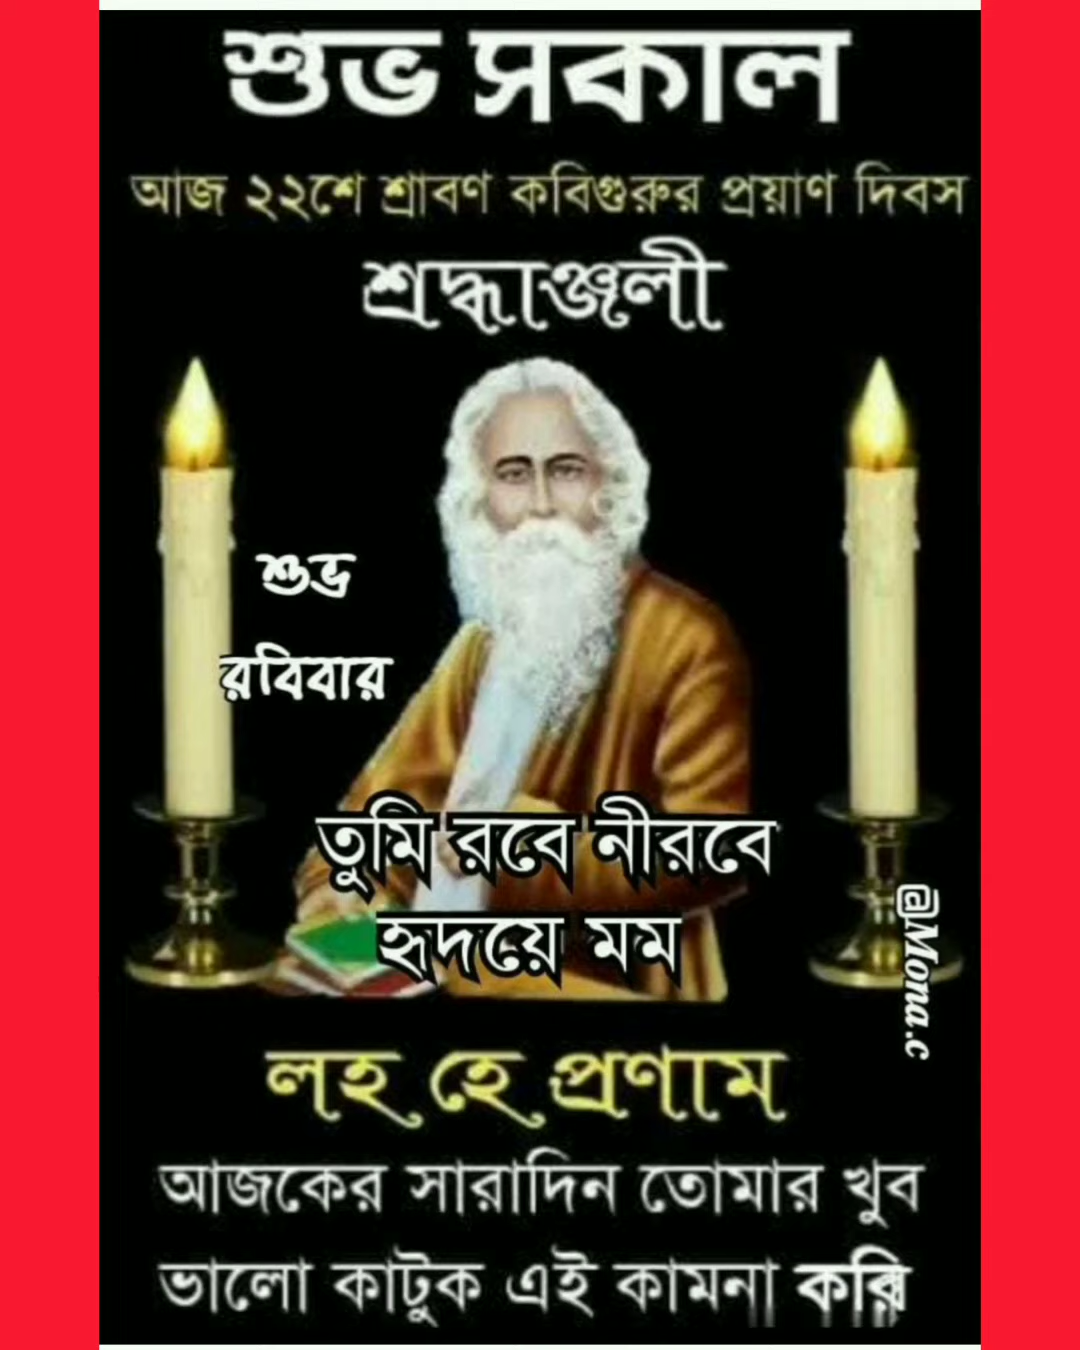 শুভ সকাল
আজ ২২শে শ্রাবণ কবিগুরুর প্রয়াণ দিবস
শ্রদ্ধাঞ্জলী
শুভ্র
রবিবার
তুমি রবে নীরবে
হৃদয়ে মম
@Mona.c
লহ হে প্রণাম
আজকের সারাদিন তোমার খুব
ভালো কাটুক এই কামনা করি